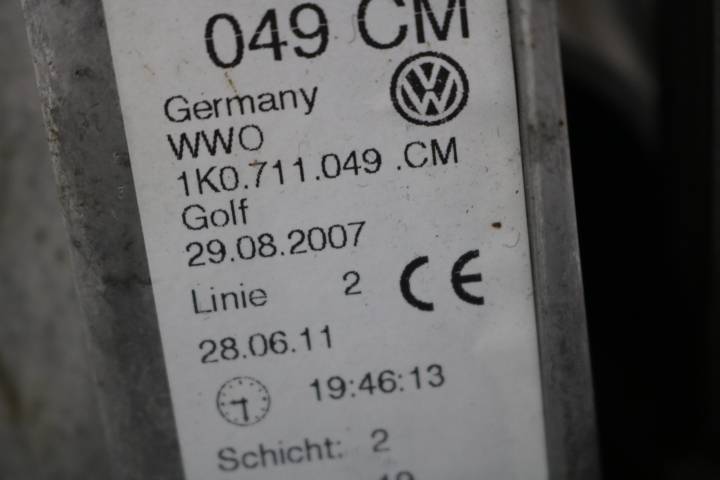 049 CM
Germany
WWO
1K0.711.049 .CM
Golf
29.08.2007
Linie 2 CE
28.06.11
19:46:13
Schicht: 2